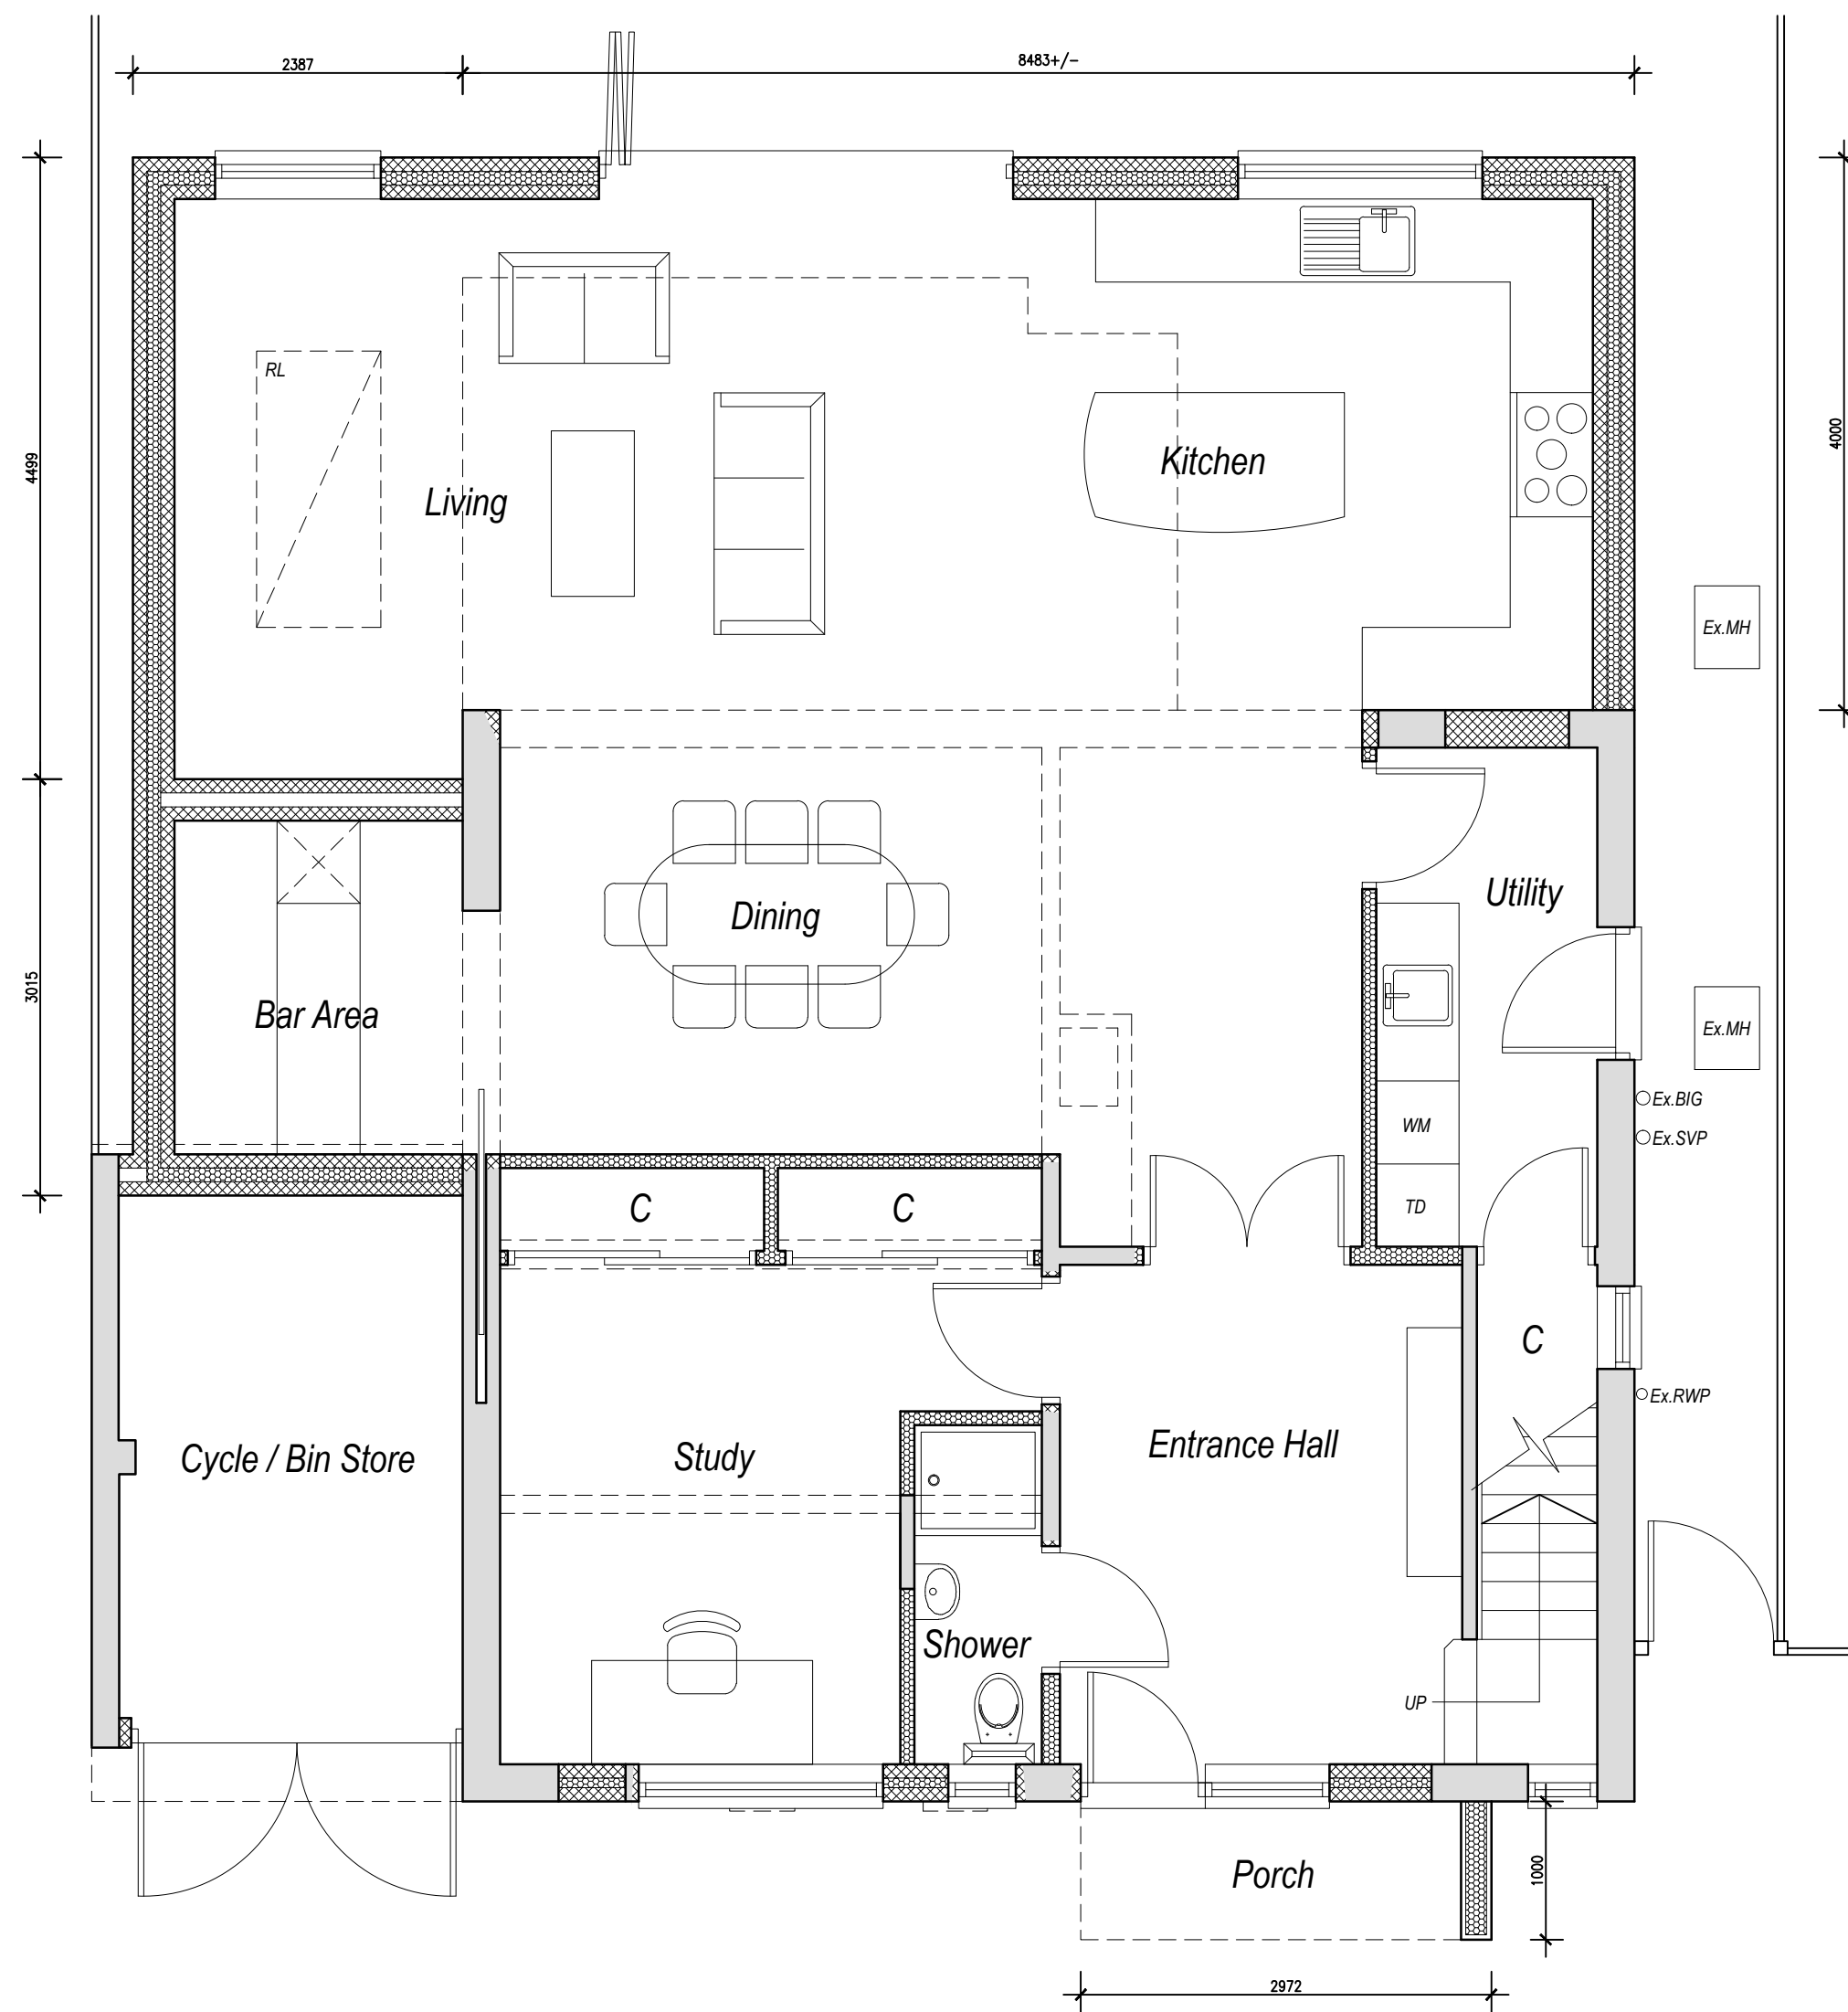 2387
8483+/-
RL
4499
4000
Kitchen
Living
Ex.MH
Utility
Dining
3015
Bar Area
Ex.MH
Ex.BIG
WM
Ex.SVP
C
C
TD
C
Ex.RWP
Cycle / Bin Store
Study
Entrance Hall
Shower
UP
Porch
1000
2972